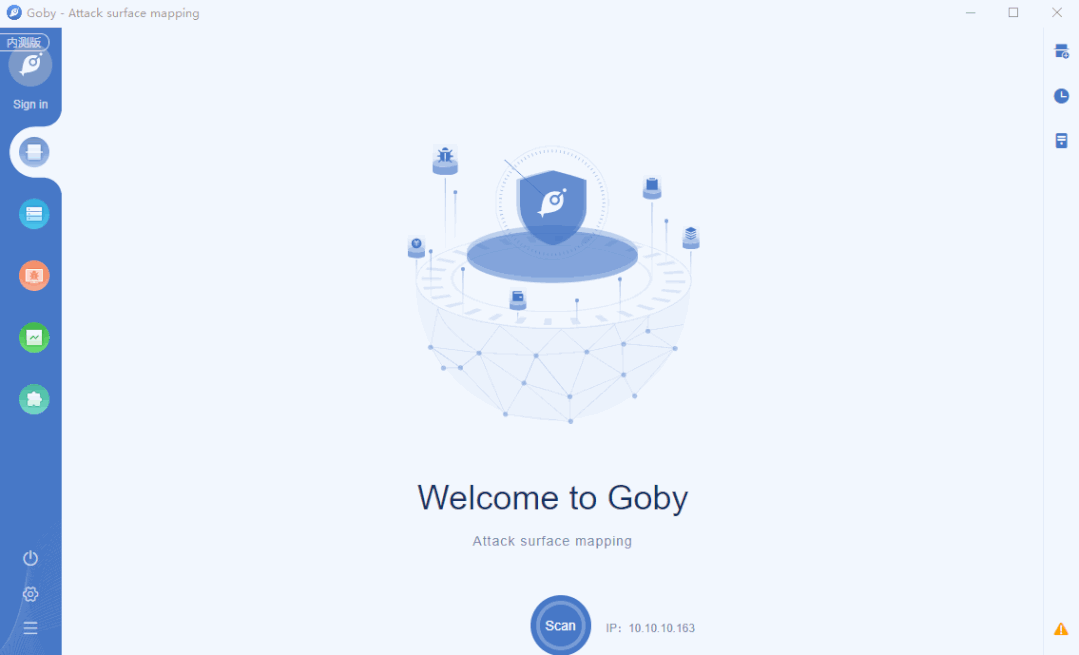 Goby - Attack surface mapping
内测版
Sign in
Welcome to Goby
Attack surface mapping
Scan
IP: 10.10.10.163